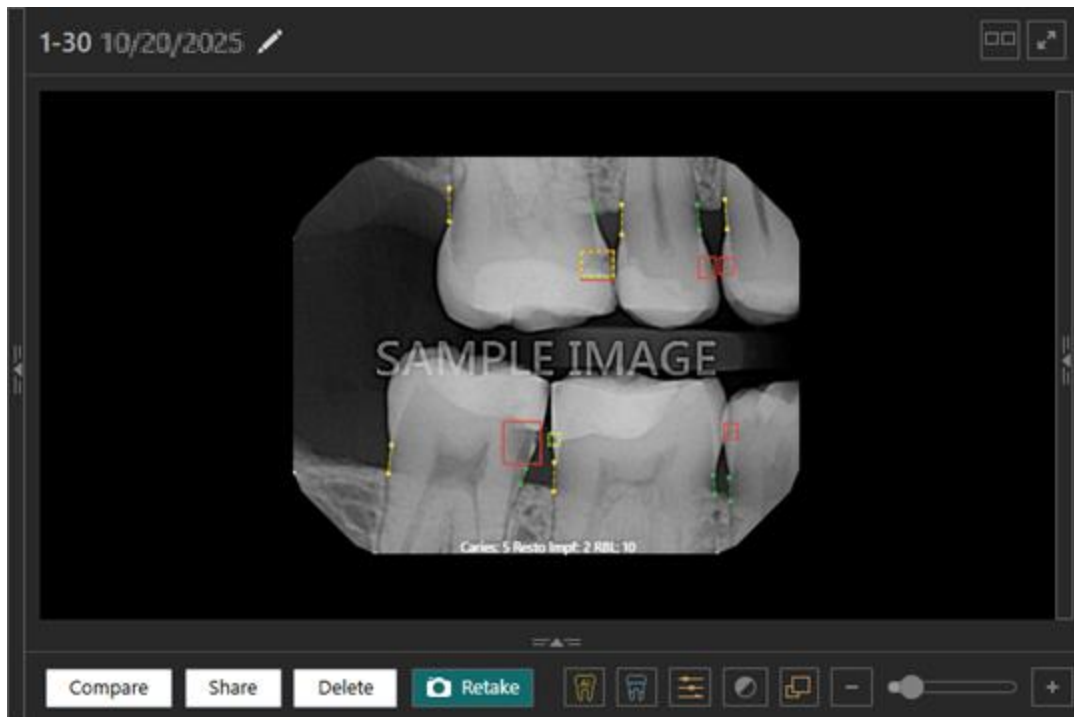 1-30 10/20/2025
SAMPLE IMAGE
Caries: 5 Resto Impf: 2 RBL: 10
Compare Share Delete Retake